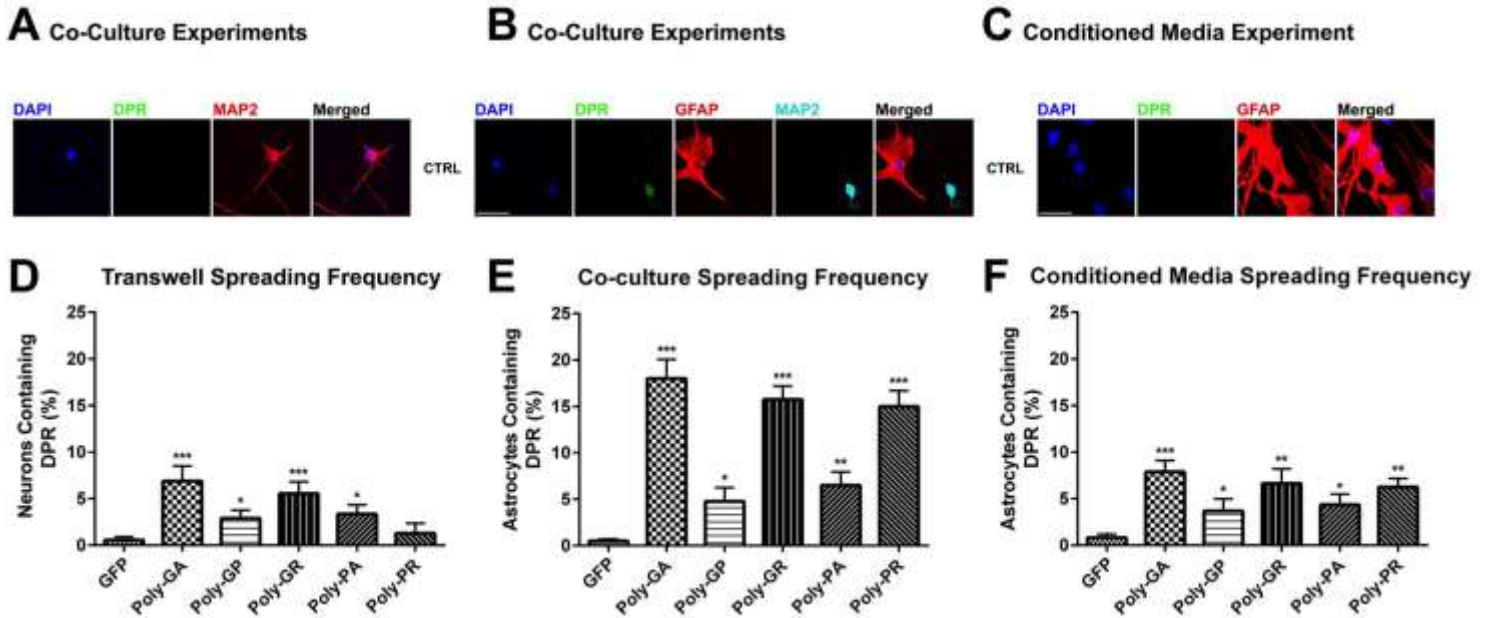 A Co-Culture Experiments
B Co-Culture Experiments
C Conditioned Media Experiment
DAPI DPR MAP2 Merged
DAPI DPR GFAP MAP2 Merged
DAPI DPR GFAP Merged
CTRL
CTRL
D Transwell Spreading Frequency
Neurons Containing
DPR (%)
25
20
15
10
5
0
***
*
***
*
GFP
Poly-GA
Poly-GP
Poly-GR
Poly-PA
Poly-PR
E Co-culture Spreading Frequency
Astrocytes Containing
DPR (%)
25
20
15
10
5
0
***
*
***
**
***
GFP
Poly-GA
Poly-GP
Poly-GR
Poly-PA
Poly-PR
F Conditioned Media Spreading Frequency
Astrocytes Containing
DPR (%)
25
20
15
10
5
0
***
*
**
*
**
GFP
Poly-GA
Poly-GP
Poly-GR
Poly-PA
Poly-PR